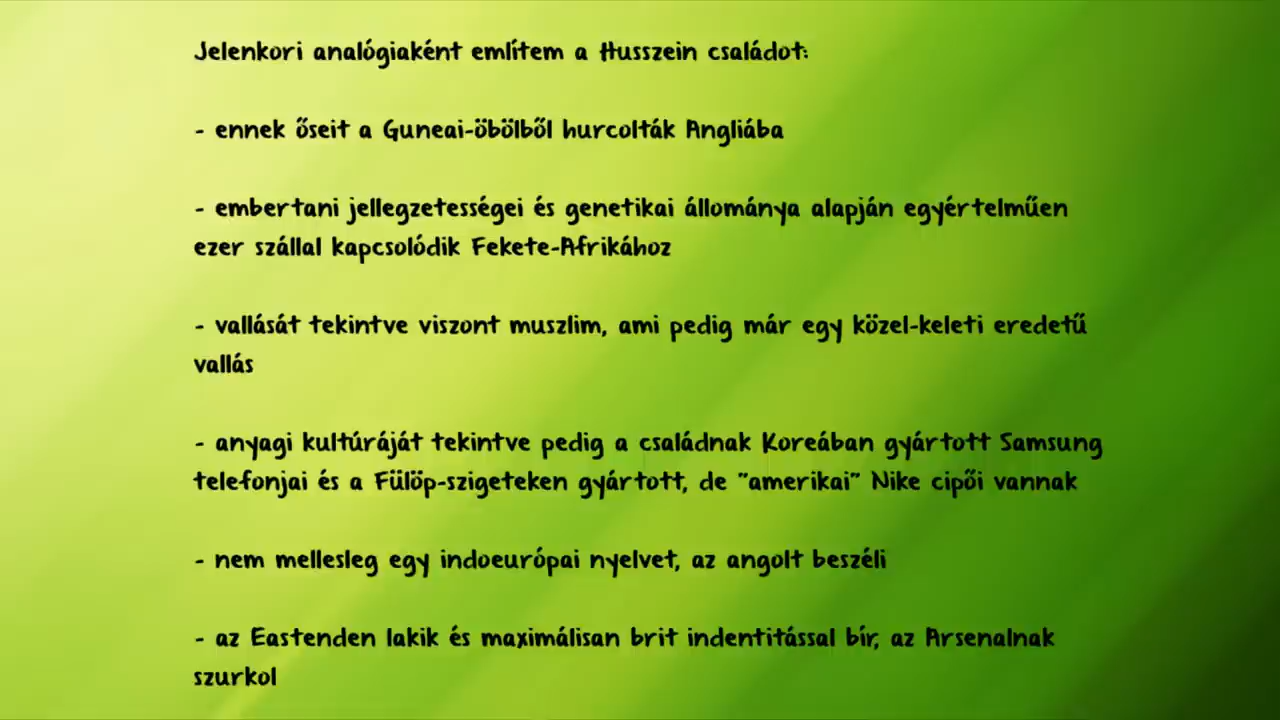 Jelenkori analógiaként említem a Husszein családot:
- ennek őseit a Guneai-öbölből hurcolták Angliába
- embertani jellegzetességei és genetikai állománya alapján egyértelműen
ezer szállal kapcsolódik Fekete-Afrikához
- vallását tekintve viszont muszlim, ami pedig már egy közel-keleti eredetű
vallás
- anyagi kultúráját tekintve pedig a családnak Koreában gyártott Samsung
telefonjai és a Fülöp-szigeteken gyártott, de "amerikai" Nike cipői vannak
- nem mellesleg egy indoeurópai nyelvet, az angolt beszéli
- az Eastenden lakik és maximálisan brit indentitással bír, az Arsenalnak
szurkol